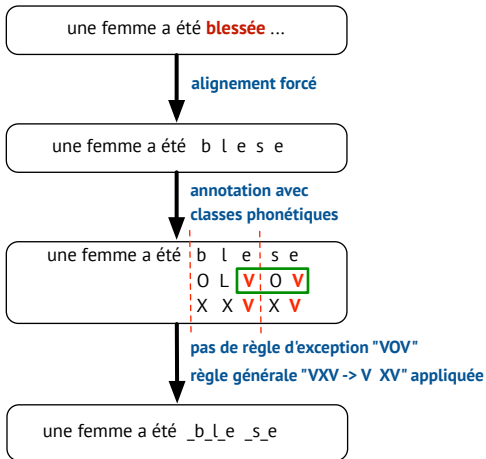 une femme a été blessée ...
alignement forcé
une femme a été b l e s e
annotation avec
classes phonétiques
une femme a été b l e s e
O L V O V
X X V X V
pas de règle d'exception "VOV"
règle générale "VXV -> V XV" appliquée
une femme a été _b_l_e _s_e